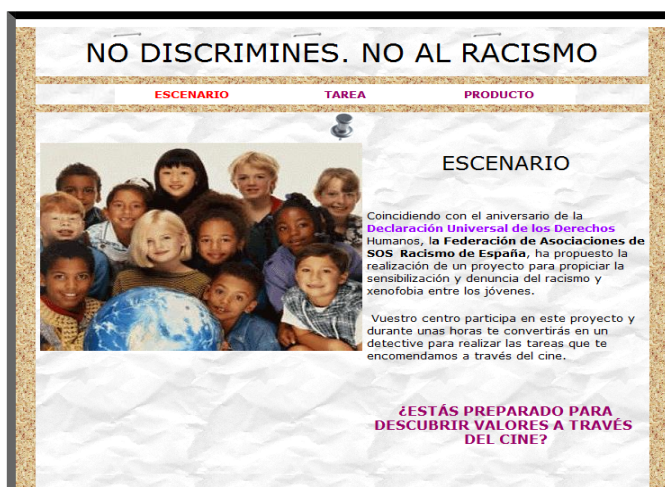 NO DISCRIMINES. NO AL RACISMO
ESCENARIO TAREA PRODUCTO
ESCENARIO
Coincidiendo con el aniversario de la
Declaración Universal de los Derechos
Humanos, la Federación de Asociaciones de
SOS Racismo de España, ha propuesto la
realización de un proyecto para propiciar la
sensibilización y denuncia del racismo y
xenofobia entre los jóvenes.
Vuestro centro participa en este proyecto y
durante unas horas te convertirás en un
detective para realizar las tareas que te
encomendamos a través del cine.
¿ESTÁS PREPARADO PARA
DESCUBRIR VALORES A TRAVÉS
DEL CINE?